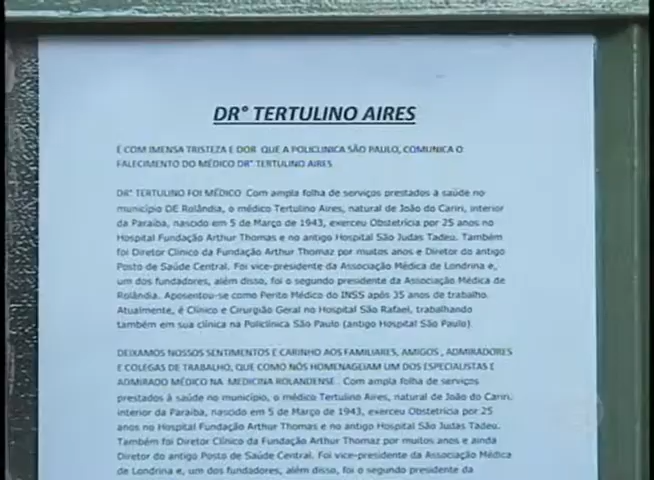 DR° TERTULINO AIRES
É COM IMENSA TRISTEZA E DOR QUE A POLICLINICA SÃO PAULO, COMUNICA O
FALECIMENTO DO MÉDICO DR° TERTULINO AIRES
DR° TERTULINO FOI MÉDICO Com ampla folha de serviços prestados à saúde no
município DE Rolândia, o médico Tertulino Aires, natural de João do Cariri, interior
da Paraíba, nascido em 5 de Março de 1943, exerceu Obstetrícia por 25 anos no
Hospital Fundação Arthur Thomas e no antigo Hospital São Judas Tadeu. Também
foi Diretor Clínico da Fundação Arthur Thomaz por muitos anos e Diretor do antigo
Posto de Saúde Central. Foi vice-presidente da Associação Médica de Londrina e,
um dos fundadores, além disso, foi o segundo presidente da Associação Médica de
Rolândia. Aposentou-se como Perito Médico do INSS após 35 anos de trabalho.
Atualmente, é Clínico e Cirurgião Geral no Hospital São Rafael, trabalhando
também em sua clínica na Policlínica São Paulo (antigo Hospital São Paulo).
DEIXAMOS NOSSOS SENTIMENTOS E CARINHO AOS FAMILIARES, AMIGOS , ADMIRADORES
E COLEGAS DE TRABALHO, QUE COMO NÓS HOMENAGEIAM UM DOS ESPECIALISTAS E
ADMIRADO MÉDICO NA MEDICINA ROLANDENSE . Com ampla folha de serviços
prestados à saúde no município, o médico Tertulino Aires, natural de João do Cariri,
interior da Paraíba, nascido em 5 de Março de 1943, exerceu Obstetrícia por 25
anos no Hospital Fundação Arthur Thomas e no antigo Hospital São Judas Tadeu.
Também foi Diretor Clínico da Fundação Arthur Thomaz por muitos anos e ainda
Diretor do antigo Posto de Saúde Central. Foi vice-presidente da Associação Médica
de Londrina e, um dos fundadores, além disso, foi o segundo presidente da